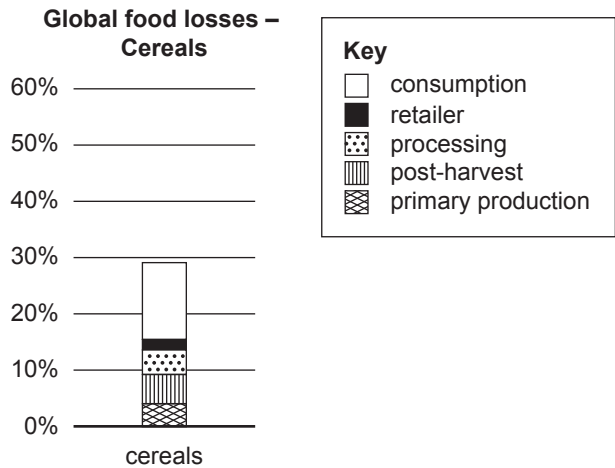 Global food losses –
Cereals
60%
50%
40%
30%
20%
10%
0%
cereals
Key
consumption
retailer
processing
post-harvest
primary production